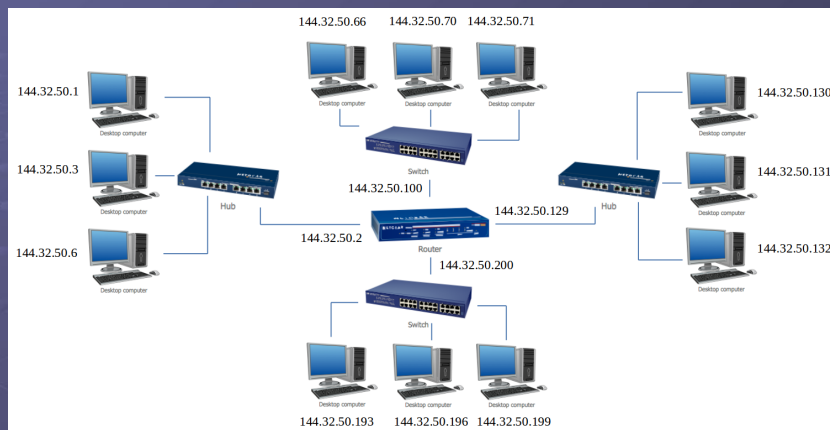 144.32.50.66 144.32.50.70 144.32.50.71
Desktop computer Desktop computer Desktop computer
144.32.50.1
Desktop computer
144.32.50.130
Desktop computer
Switch
144.32.50.3
Desktop computer
144.32.50.131
Desktop computer
Hub
Hub
144.32.50.100
144.32.50.129
144.32.50.2
Router
144.32.50.6
Desktop computer
144.32.50.132
Desktop computer
144.32.50.200
Switch
Desktop computer Desktop computer Desktop computer
144.32.50.193 144.32.50.196 144.32.50.199